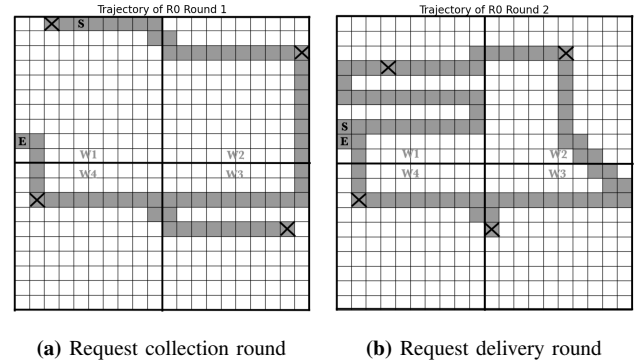 Trajectory of R0 Round 1
S
E
W1
W2
W4
W3
(a) Request collection round
Trajectory of R0 Round 2
S
E
W1
W2
W4
W3
(b) Request delivery round